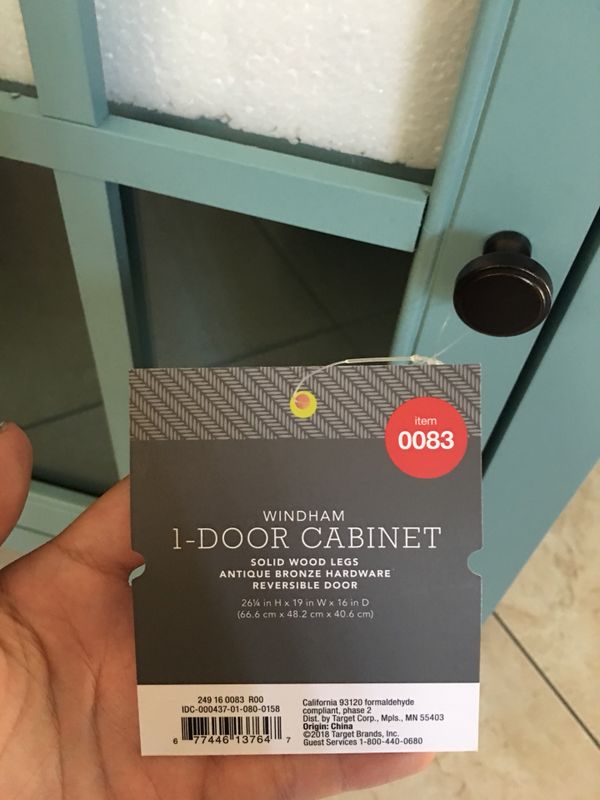 item
0083
WINDHAM
1-DOOR CABINET
SOLID WOOD LEGS
ANTIQUE BRONZE HARDWARE
REVERSIBLE DOOR
26¼ in H x 19 in W x 16 in D
(66.6 cm x 48.2 cm x 40.6 cm)
249 16 0083 R00
IDC-000437-01-080-0158
6 77446 13764 7
California 93120 formaldehyde
compliant, phase 2
Dist. by Target Corp., Mpls., MN 55403
Origin: China
©2018 Target Brands, Inc.
Guest Services 1-800-440-0680